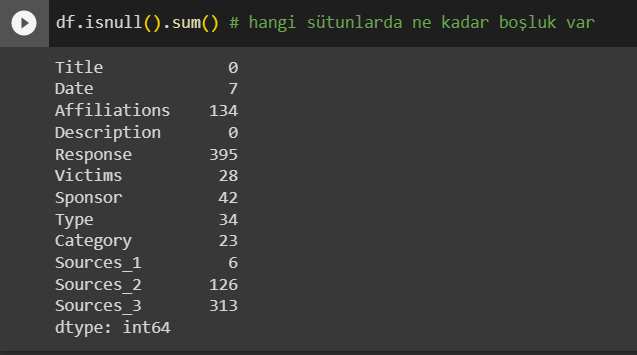 df.isnull().sum() # hangi sütunlarda ne kadar boşluk var
Title 0
Date 7
Affiliations 134
Description 0
Response 395
Victims 28
Sponsor 42
Type 34
Category 23
Sources_1 6
Sources_2 126
Sources_3 313
dtype: int64